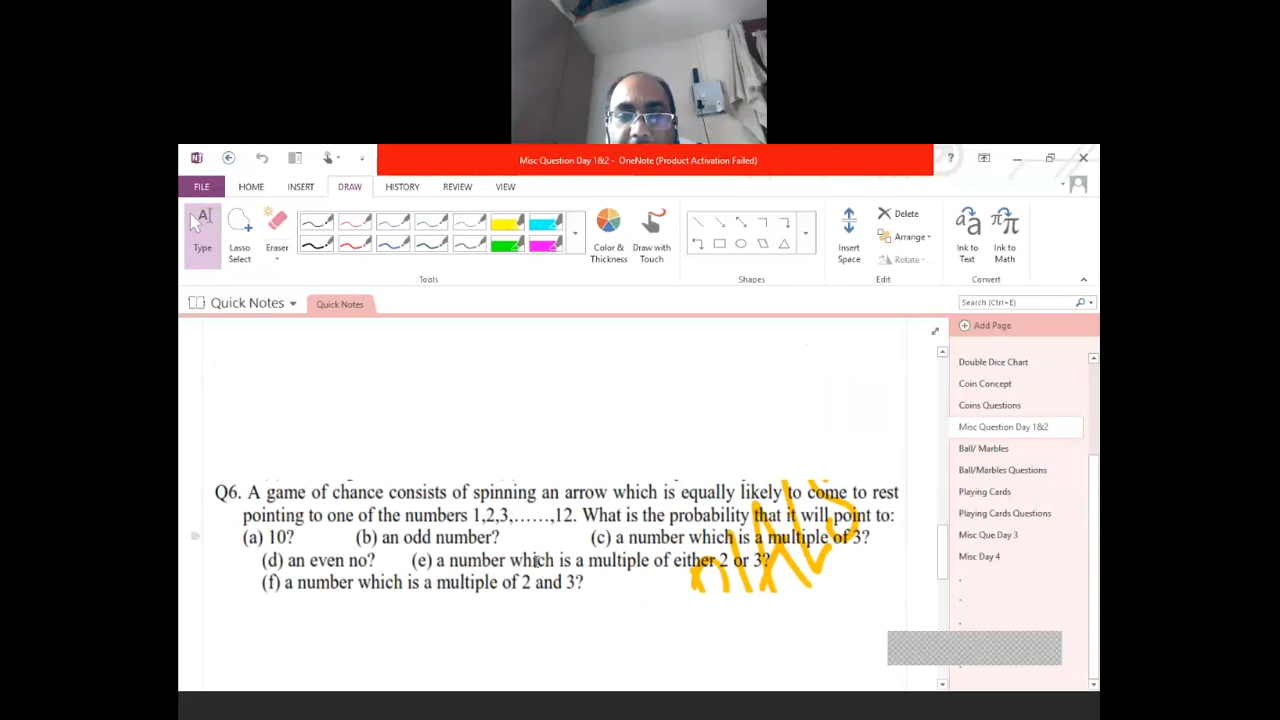 Misc Question Day 1&2 - OneNote (Product Activation Failed)
FILE HOME INSERT DRAW HISTORY REVIEW VIEW
Type
Lasso Select
Eraser
Color & Thickness
Draw with Touch
Insert Space
Delete
Arrange
Rotate
Ink to Text
Ink to Math
Tools Shapes Edit Convert
Quick Notes Quick Notes
Search (Ctrl+E)
Add Page
Double Dice Chart
Coin Concept
Coins Questions
Misc Question Day 1&2
Ball/ Marbles
Ball/Marbles Questions
Playing Cards
Playing Cards Questions
Misc Que Day 3
Misc Day 4
Q6. A game of chance consists of spinning an arrow which is equally likely to come to rest
pointing to one of the numbers 1,2,3,……,12. What is the probability that it will point to:
(a) 10? (b) an odd number? (c) a number which is a multiple of 3?
(d) an even no? (e) a number which is a multiple of either 2 or 3?
(f) a number which is a multiple of 2 and 3?